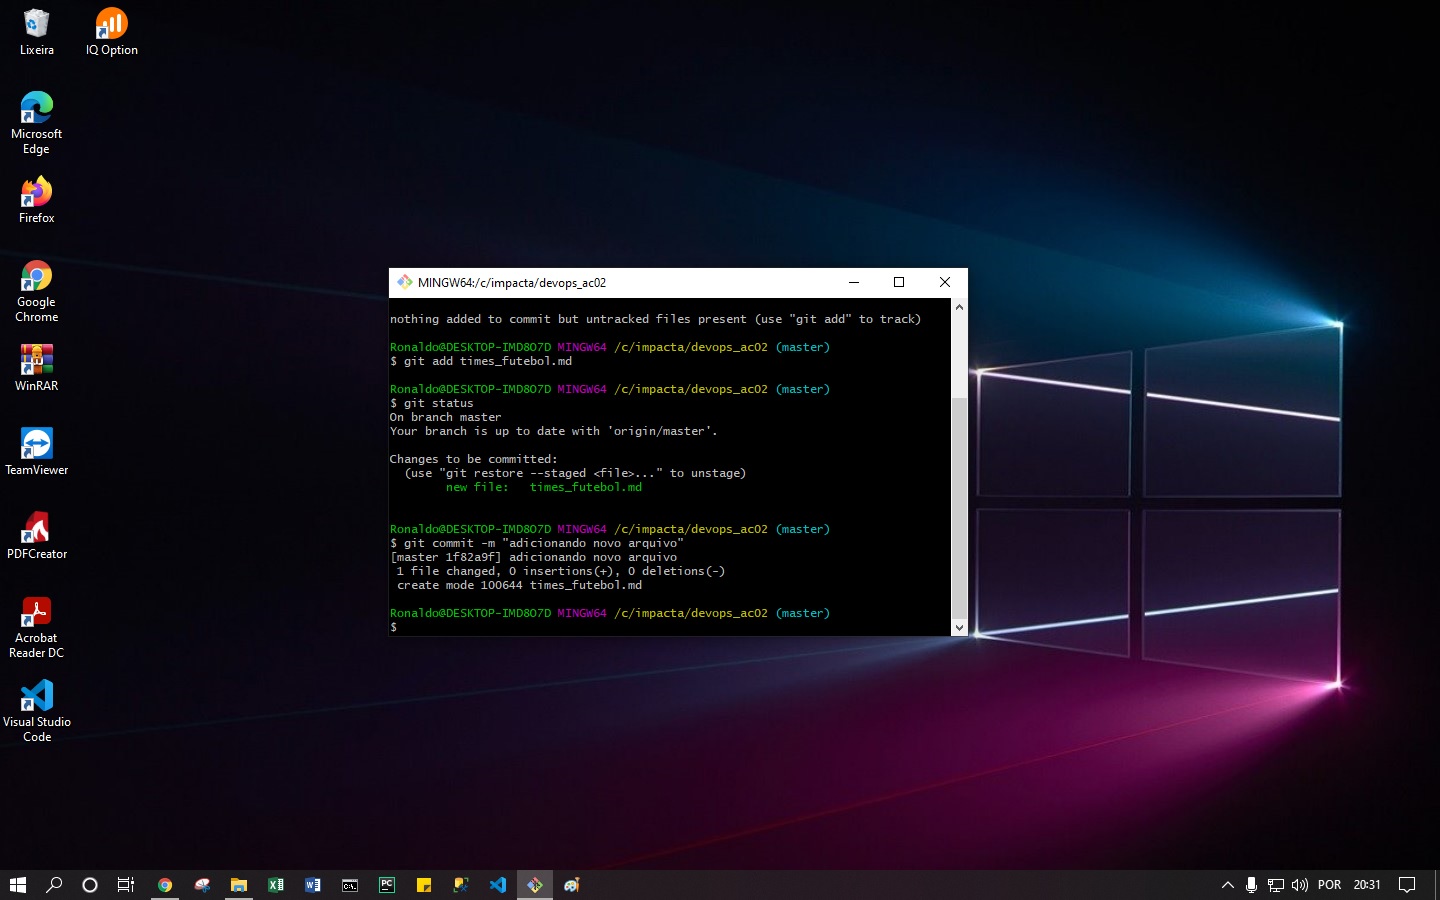 Lixeira
IQ Option
Microsoft
Edge
Firefox
Google
Chrome
WinRAR
TeamViewer
PDFCreator
Acrobat
Reader DC
Visual Studio
Code
MINGW64:/c/impacta/devops_ac02
nothing added to commit but untracked files present (use "git add" to track)
Ronaldo@DESKTOP-IMD8O7D MINGW64 /c/impacta/devops_ac02 (master)
$ git add times_futebol.md
Ronaldo@DESKTOP-IMD8O7D MINGW64 /c/impacta/devops_ac02 (master)
$ git status
On branch master
Your branch is up to date with 'origin/master'.
Changes to be committed:
(use "git restore --staged <file>..." to unstage)
new file:   times_futebol.md
Ronaldo@DESKTOP-IMD8O7D MINGW64 /c/impacta/devops_ac02 (master)
$ git commit -m "adicionando novo arquivo"
[master 1f82a9f] adicionando novo arquivo
1 file changed, 0 insertions(+), 0 deletions(-)
create mode 100644 times_futebol.md
Ronaldo@DESKTOP-IMD8O7D MINGW64 /c/impacta/devops_ac02 (master)
$
POR
20:31